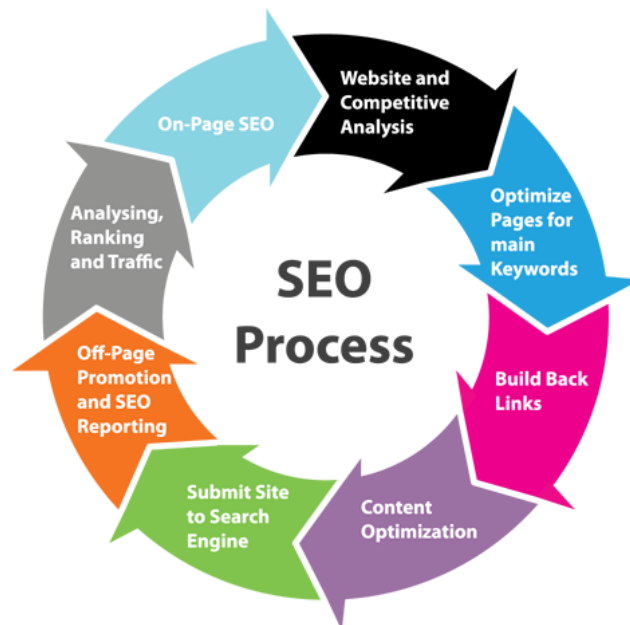 SEO
Process
Website and
Competitive
Analysis
Optimize
Pages for
main
Keywords
Build Back
Links
Content
Optimization
Submit Site
to Search
Engine
Off-Page
Promotion
and SEO
Reporting
Analysing,
Ranking
and Traffic
On-Page SEO